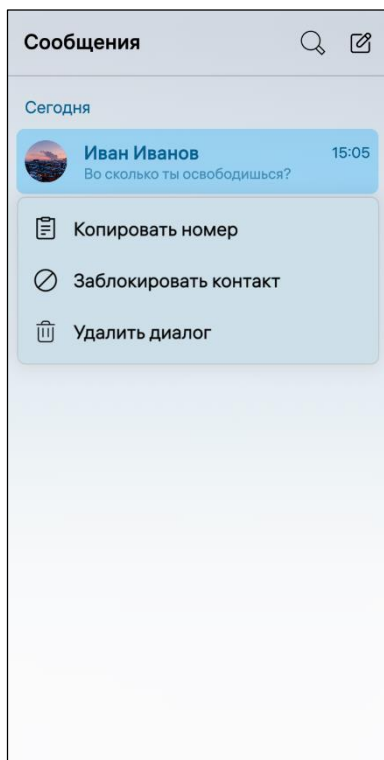 Сообщения
Сегодня
Иван Иванов 15:05
Во сколько ты освободишься?
Копировать номер
Заблокировать контакт
Удалить диалог